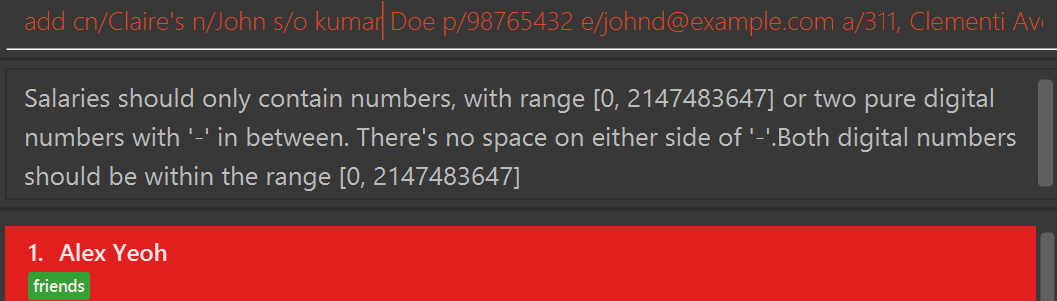 add cn/Claire's n/John s/o kumar Doe p/98765432 e/johnd@example.com a/311, Clementi Ave
Salaries should only contain numbers, with range [0, 2147483647] or two pure digital
numbers with '-' in between. There's no space on either side of '-'.Both digital numbers
should be within the range [0, 2147483647]
1. Alex Yeoh
friends